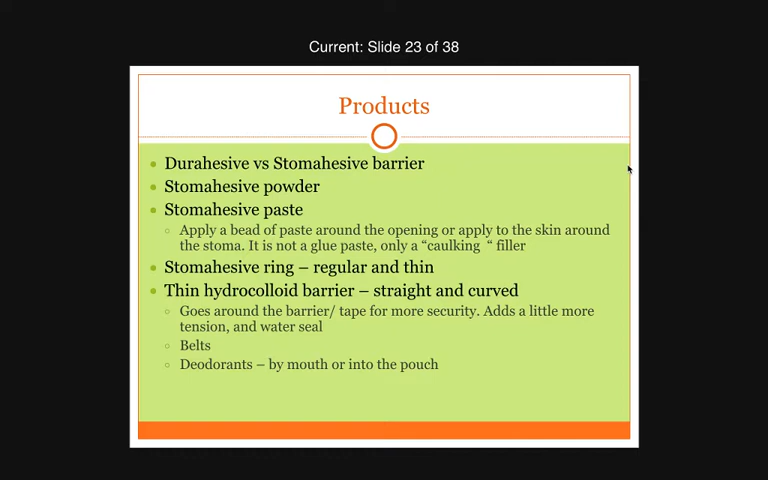 Current: Slide 23 of 38
Products
Durahesive vs Stomahesive barrier
Stomahesive powder
Stomahesive paste
Apply a bead of paste around the opening or apply to the skin around
the stoma. It is not a glue paste, only a “caulking  “ filler
Stomahesive ring – regular and thin
Thin hydrocolloid barrier – straight and curved
Goes around the barrier/ tape for more security. Adds a little more
tension, and water seal
Belts
Deodorants – by mouth or into the pouch